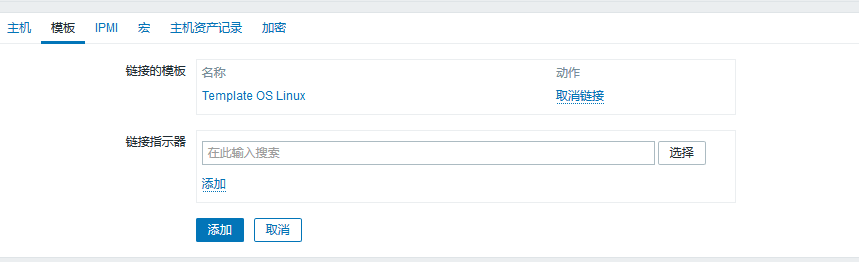 主机 模板 IPMI 宏 主机资产记录 加密
链接的模板 名称 动作
Template OS Linux 取消链接
链接指示器 在此输入搜索 选择
添加
添加 取消